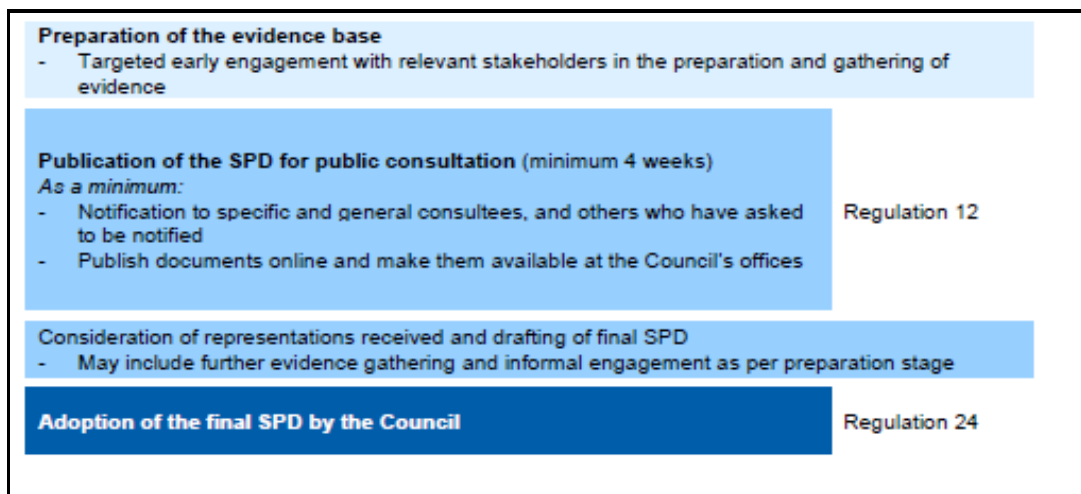 Preparation of the evidence base
- Targeted early engagement with relevant stakeholders in the preparation and gathering of
evidence
Publication of the SPD for public consultation (minimum 4 weeks)
As a minimum:
- Notification to specific and general consultees, and others who have asked
to be notified
- Publish documents online and make them available at the Council's offices
Regulation 12
Consideration of representations received and drafting of final SPD
- May include further evidence gathering and informal engagement as per preparation stage
Adoption of the final SPD by the Council
Regulation 24